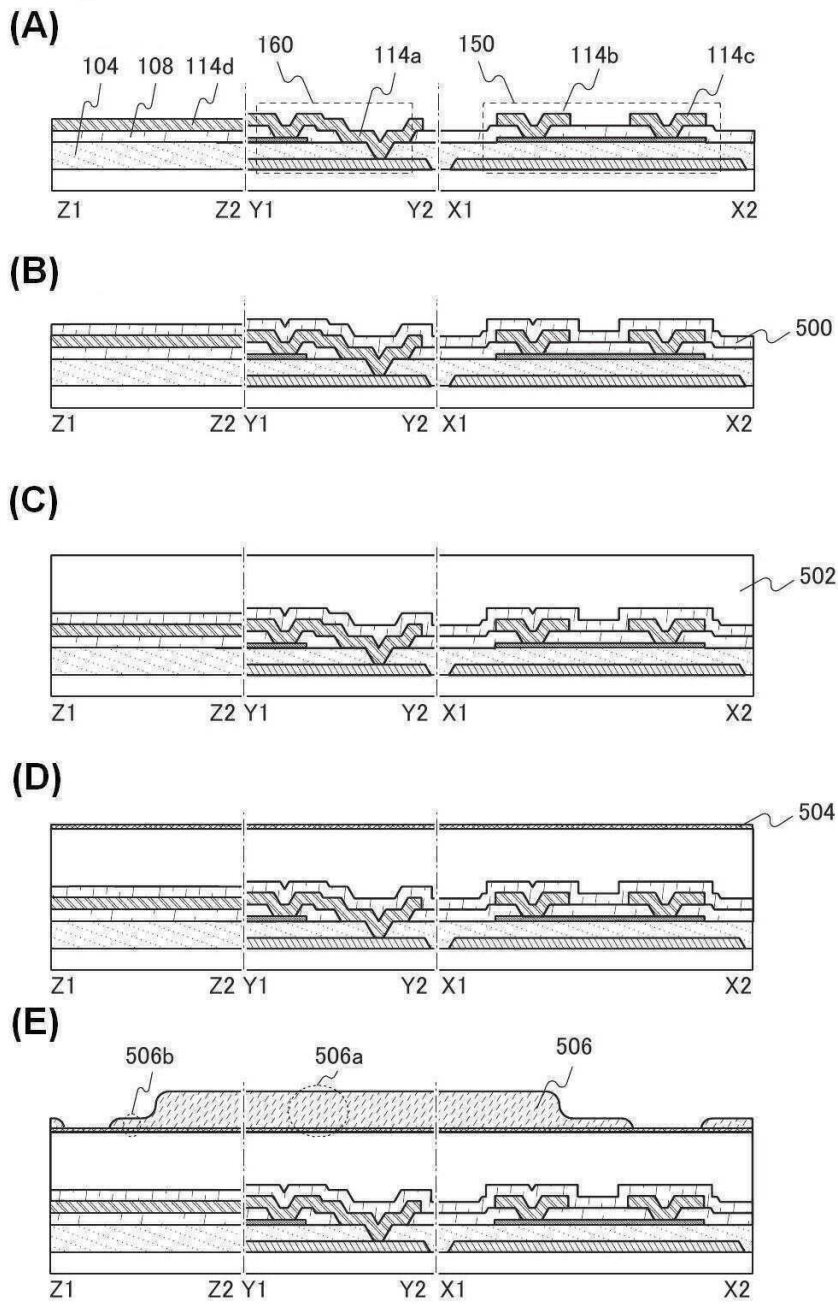 (A)
160 114a 150 114b 114c
104 108 114d
Z1 Z2 Y1 Y2 X1 X2
(B)
500
Z1 Z2 Y1 Y2 X1 X2
(C)
502
Z1 Z2 Y1 Y2 X1 X2
(D)
504
Z1 Z2 Y1 Y2 X1 X2
(E)
506b 506a 506
Z1 Z2 Y1 Y2 X1 X2